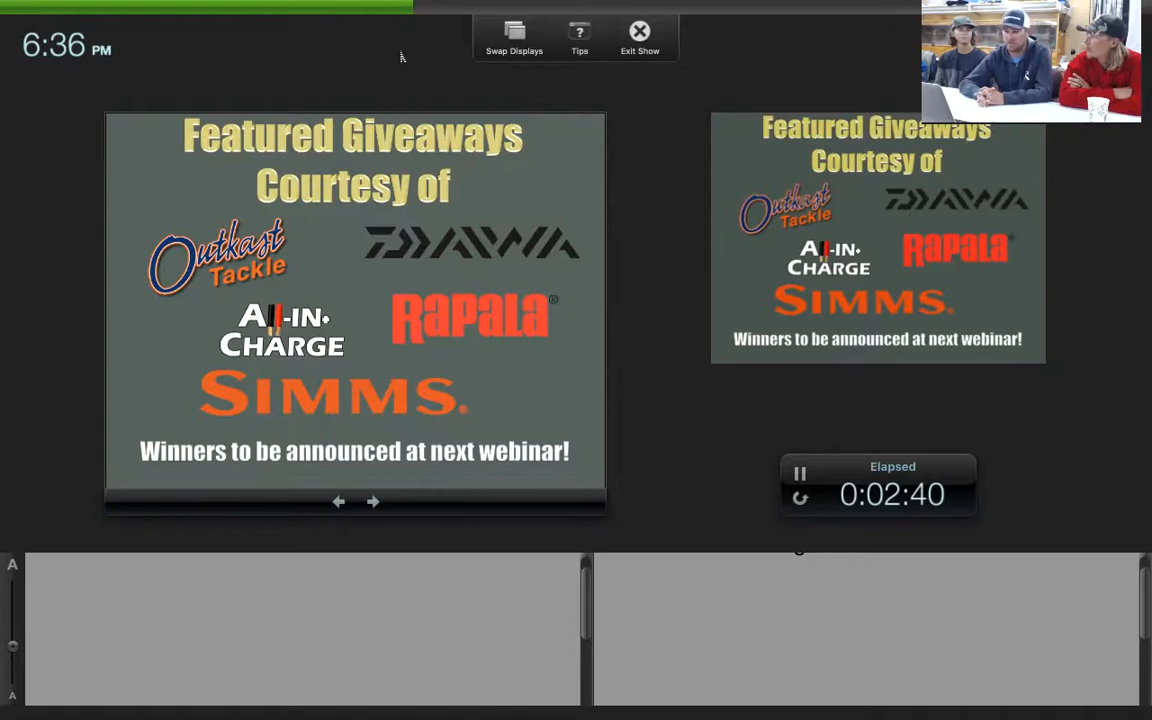 6:36 PM
Swap Displays
?
Tips
Exit Show
Featured Giveaways
Courtesy of
Outkast
Tackle
DAIWA
ALL-IN+
CHARGE
Rapala®
SIMMS.
Winners to be announced at next webinar!
Featured Giveaways
Courtesy of
Outkast
Tackle
DAIWA
ALL-IN+
CHARGE
Rapala®
SIMMS.
Winners to be announced at next webinar!
Elapsed
0:02:40
A
A